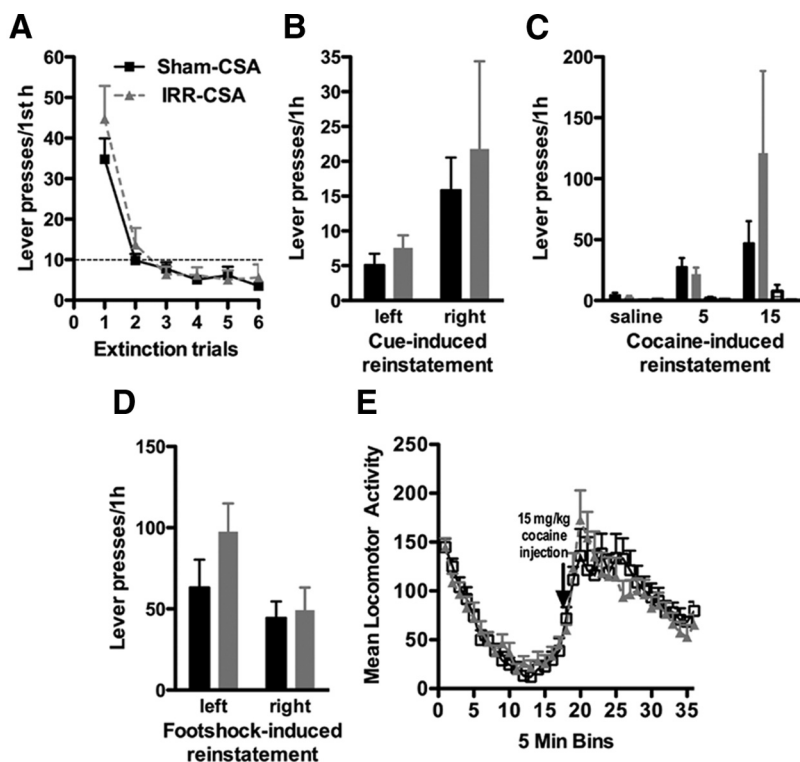 A
Lever presses/1st h
60
50
40
30
20
10
0
Sham-CSA
IRR-CSA
0 1 2 3 4 5 6
Extinction trials
B
Lever presses/1h
35
30
25
20
15
10
5
0
left right
Cue-induced
reinstatement
C
Lever presses/1h
200
150
100
50
0
saline 5 15
Cocaine-induced
reinstatement
D
Lever presses/1h
150
100
50
0
left right
Footshock-induced
reinstatement
E
Mean Locomotor Activity
250
200
150
100
50
0
15 mg/kg
cocaine
injection
0 5 10 15 20 25 30 35
5 Min Bins